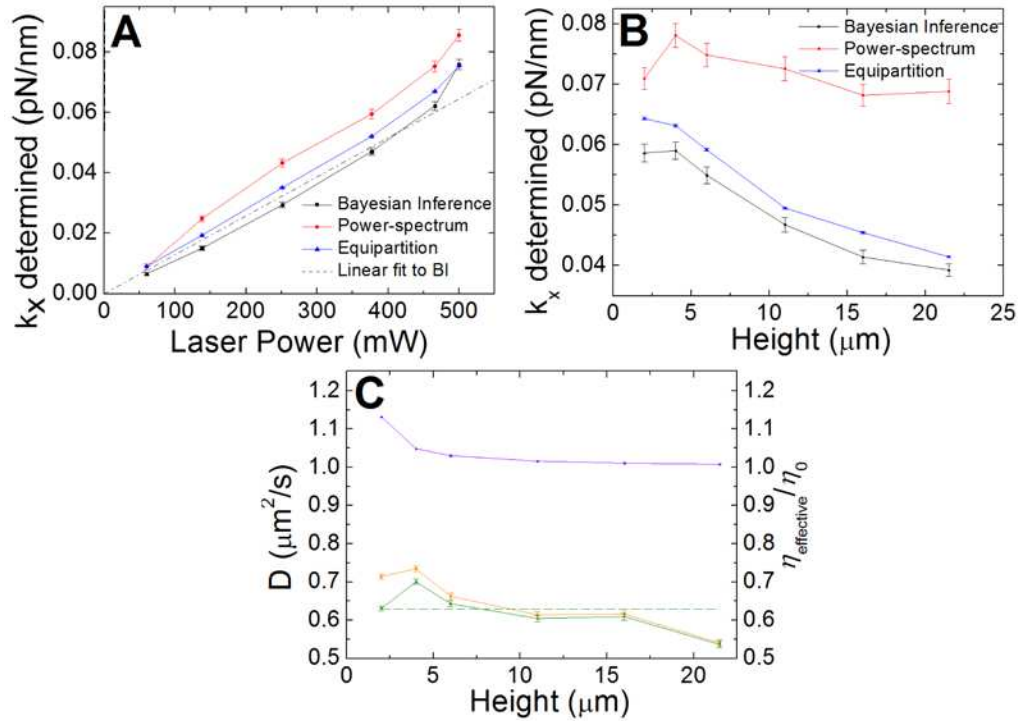 A
k_x determined (pN/nm)
0.08
0.06
0.04
0.02
0.00
Bayesian Inference
Power-spectrum
Equipartition
Linear fit to BI
0 100 200 300 400 500
Laser Power (mW)
B
k_x determined (pN/nm)
0.08
0.07
0.06
0.05
0.04
Bayesian Inference
Power-spectrum
Equipartition
0 5 10 15 20 25
Height (μm)
C
D (μm²/s)
1.2
1.1
1.0
0.9
0.8
0.7
0.6
0.5
0 5 10 15 20
Height (μm)
1.2
1.1
1.0
0.9
0.8
0.7
0.6
0.5
η_effective/η_0